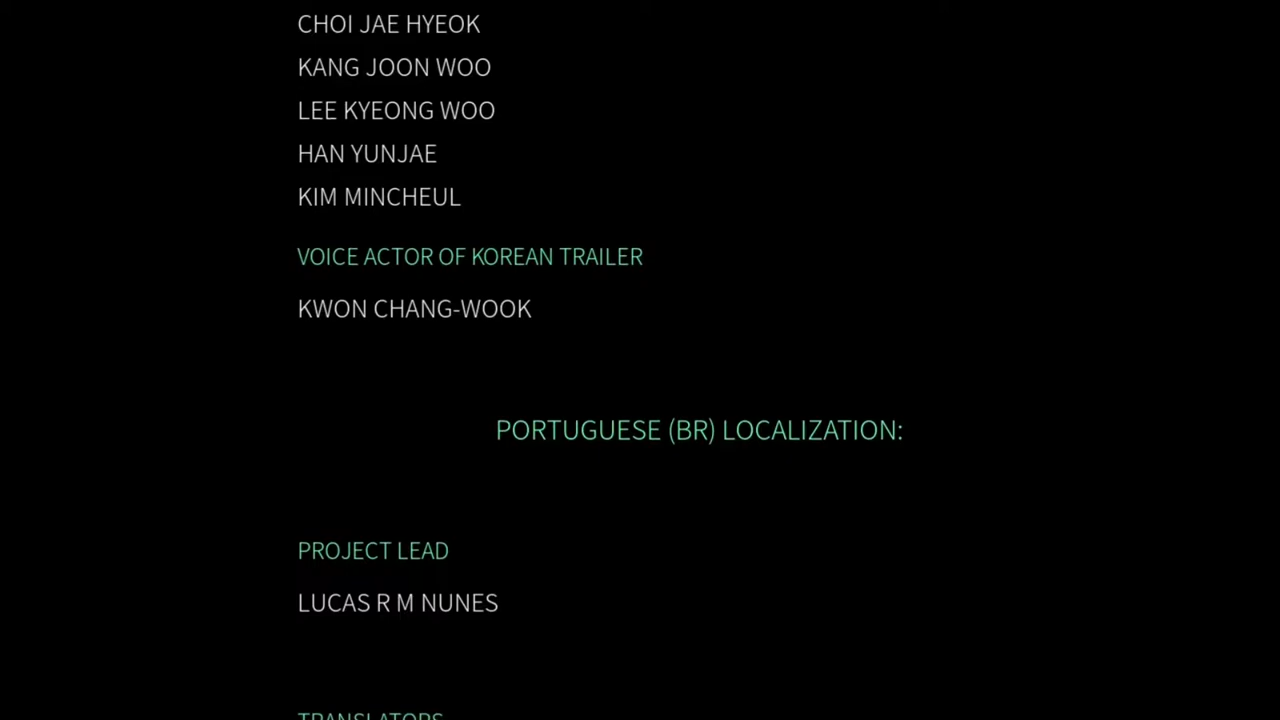 CHOI JAE HYEOK
KANG JOON WOO
LEE KYEONG WOO
HAN YUNJAE
KIM MINCHEUL
VOICE ACTOR OF KOREAN TRAILER
KWON CHANG-WOOK
PORTUGUESE (BR) LOCALIZATION:
PROJECT LEAD
LUCAS R M NUNES
TRANSLATORS